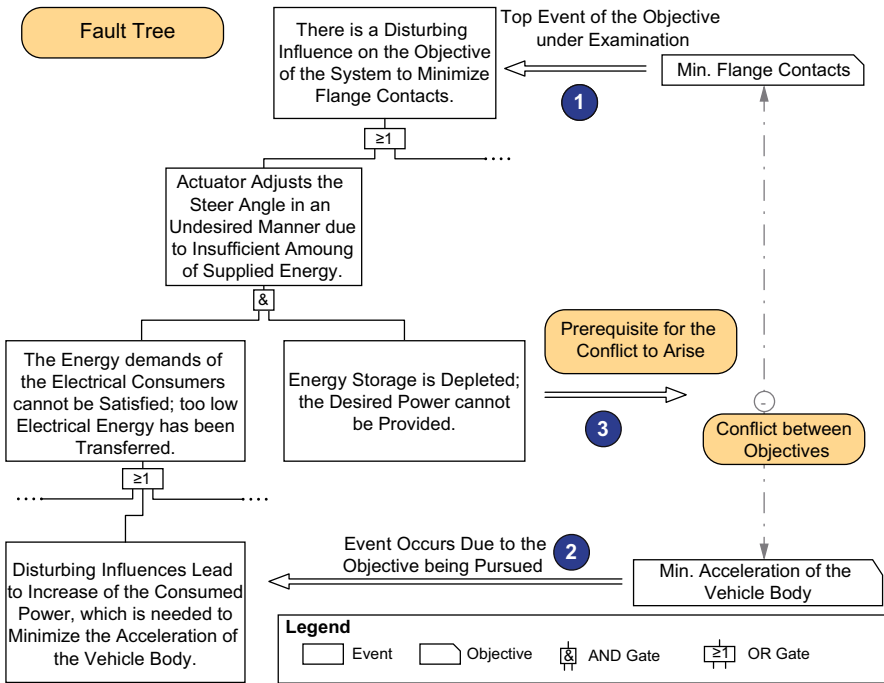 Fault Tree
There is a Disturbing
Influence on the Objective
of the System to Minimize
Flange Contacts.
Top Event of the Objective
under Examination
1
Min. Flange Contacts
≥1
Actuator Adjusts the
Steer Angle in an
Undesired Manner due
to Insufficient Amoung
of Supplied Energy.
&
The Energy demands of
the Electrical Consumers
cannot be Satisfied; too low
Electrical Energy has been
Transferred.
Energy Storage is Depleted;
the Desired Power cannot
be Provided.
Prerequisite for the
Conflict to Arise
3
-
Conflict between
Objectives
≥1
Disturbing Influences Lead
to Increase of the Consumed
Power, which is needed to
Minimize the Acceleration of
the Vehicle Body.
Event Occurs Due to the
Objective being Pursued
2
Min. Acceleration of the
Vehicle Body
Legend
Event
Objective
&
AND Gate
≥1
OR Gate